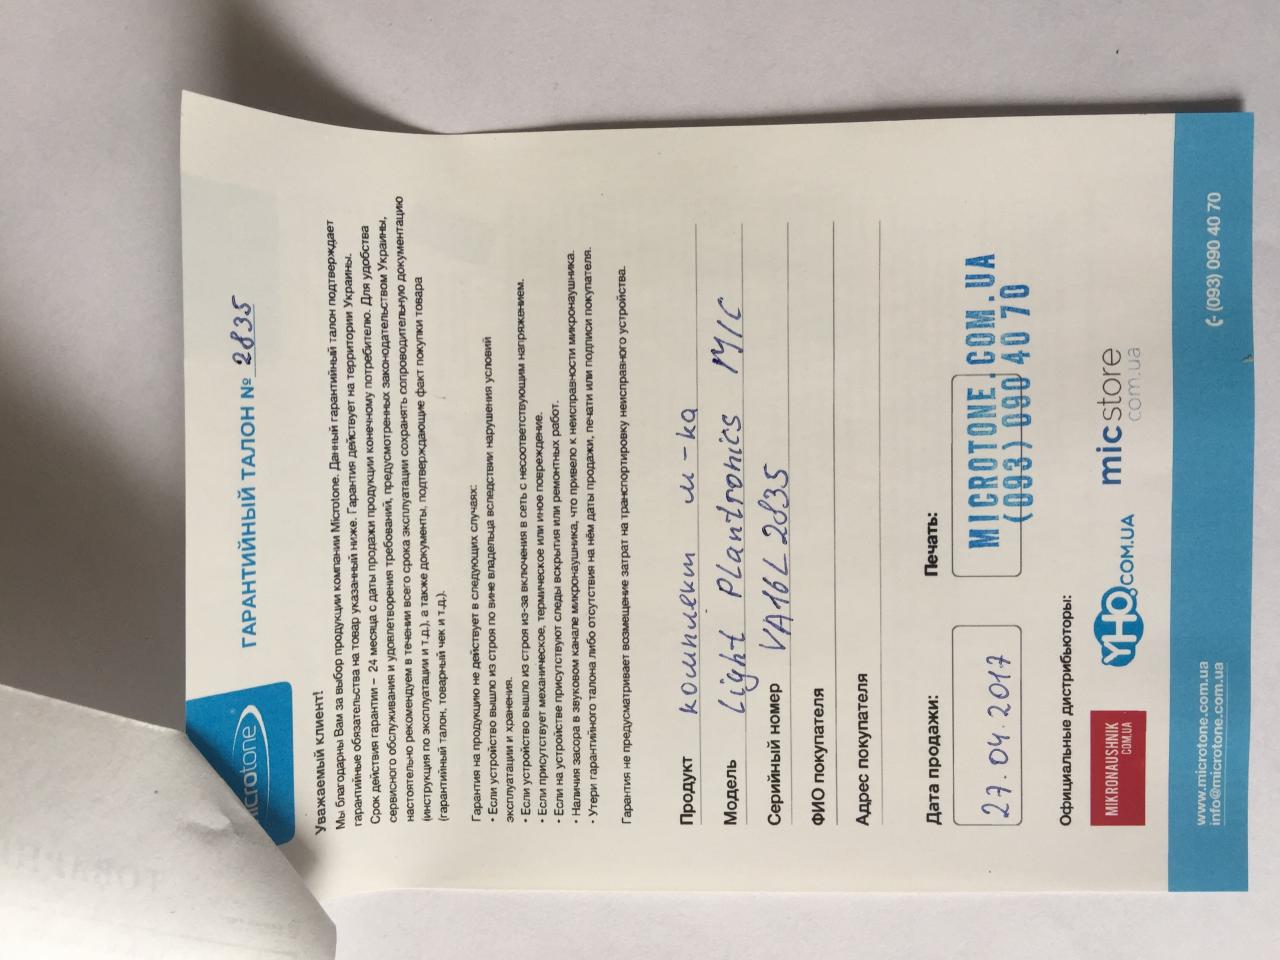 microtone
ГАРАНТИЙНЫЙ ТАЛОН № 2835
Уважаемый клиент!
Мы благодарны Вам за выбор продукции компании Microtone. Данный гарантийный талон подтверждает
гарантийные обязательства на товар указанный ниже. Гарантия действует на территории Украины.
Срок действия гарантии – 24 месяца с даты продажи продукции конечному потребителю. Для удобства
сервисного обслуживания и удовлетворения требований, предусмотренных законодательством Украины,
настоятельно рекомендуем в течении всего срока эксплуатации сохранять сопроводительную документацию
(инструкция по эксплуатации и т.д.), а также документы, подтверждающие факт покупки товара
(гарантийный талон, товарный чек и т.д.).
Гарантия на продукцию не действует в следующих случаях:
• Если устройство вышло из строя по вине владельца вследствии нарушения условий
эксплуатации и хранения.
• Если устройство вышло из строя из-за включения в сеть с несоответствующим напряжением.
• Если присутствует механическое, термическое или иное повреждение.
• Если на устройстве присутствуют следы вскрытия или ремонтных работ.
• Наличия засора в звуковом канале микронаушника, что привело к неисправности микронаушника.
• Утери гарантийного талона либо отсутствия на нём даты продажи, печати или подписи покупателя.
Гарантия не предусматривает возмещение затрат на транспортировку неисправного устройства.
Продукт комплект м-ка
Модель Light Plantronics M/C
Серийный номер VA16L2835
ФИО покупателя
Адрес покупателя
Дата продажи: Печать:
27.04.2017
MICROTONE.COM.UA
(093) 090 40 70
Официальные дистрибьюторы:
MIKRONAUSHNIK
COM.UA
YHO.COM.UA
mic store
com.ua
www.microtone.com.ua
info@microtone.com.ua
(093) 090 40 70